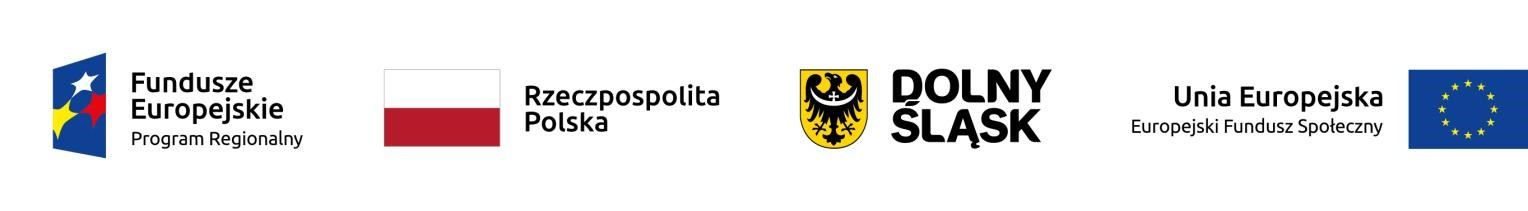 Fundusze
Europejskie
Program Regionalny
Rzeczpospolita
Polska
DOLNY
ŚLĄSK
Unia Europejska
Europejski Fundusz Społeczny